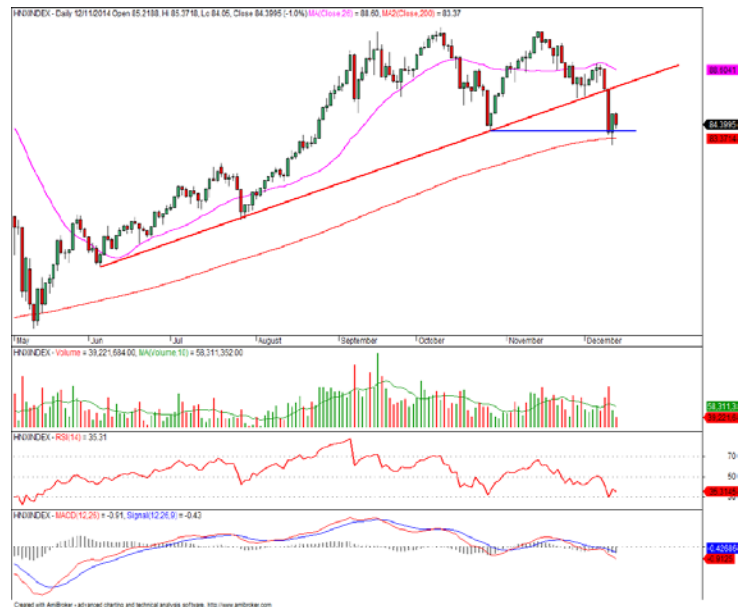 HNXINDEX - Daily 12/11/2014 Open 85.2188, Hi 85.3718, Lo 84.05, Close 84.3995 (-1.0%) MA(Close,26) = 88.60, MA2(Close,200) = 83.37
84.3995
83.3714
May Jun Jul August September October November December
HNXINDEX - Volume = 39,221,684.00, MA(Volume,10) = 58,311,352.00
HNXINDEX - RSI(14) = 35.31
70
50
30
HNXINDEX - MACD(12,26) = -0.91, Signal(12,26,9) = -0.43
Created with AmiBroker - advanced charting and technical analysis software. http://www.amibroker.com